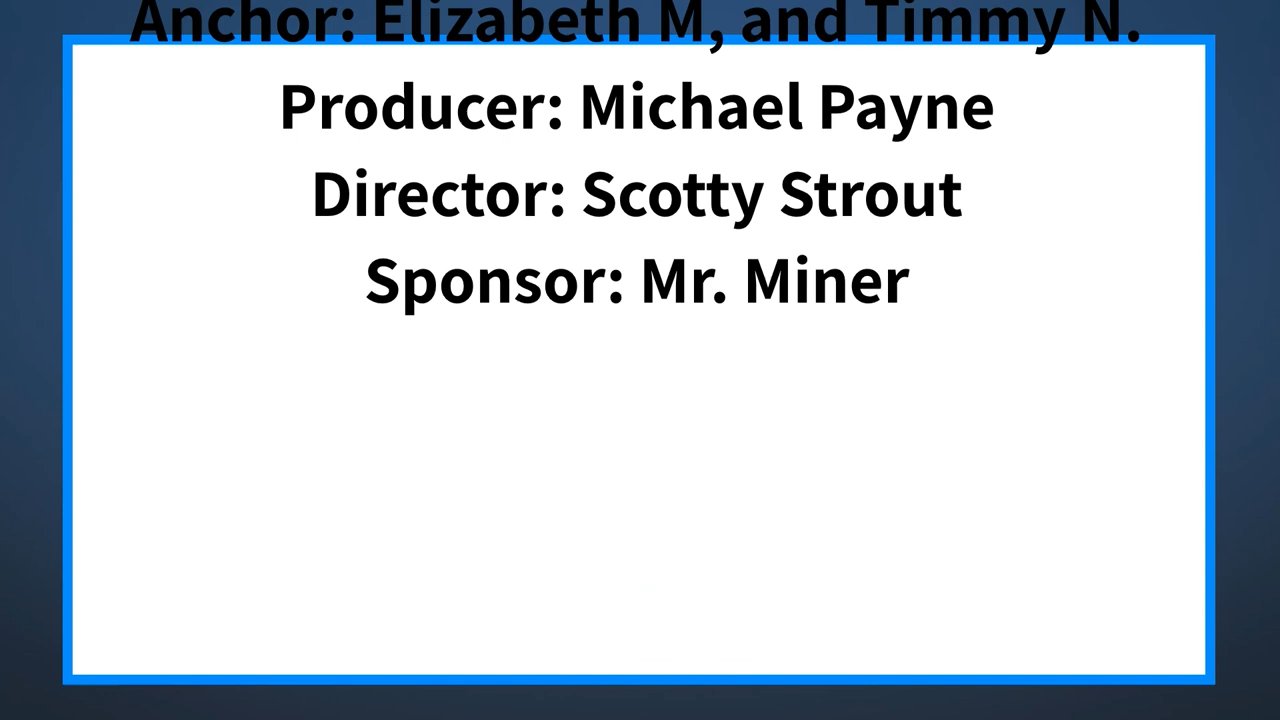 Anchor: Elizabeth M, and Timmy N.
Producer: Michael Payne
Director: Scotty Strout
Sponsor: Mr. Miner